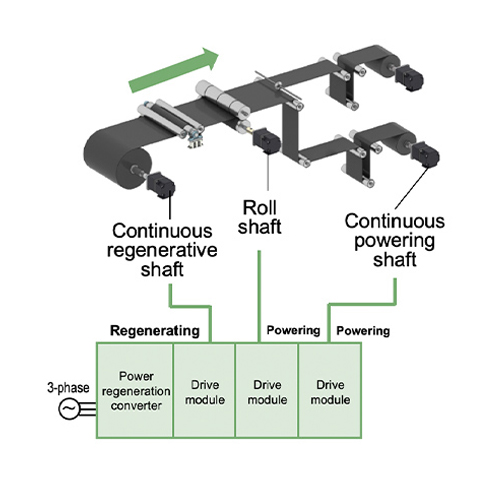 Continuous
regenerative
shaft
Roll
shaft
Continuous
powering
shaft
Regenerating
Powering
Powering
3-phase
Power
regeneration
converter
Drive
module
Drive
module
Drive
module